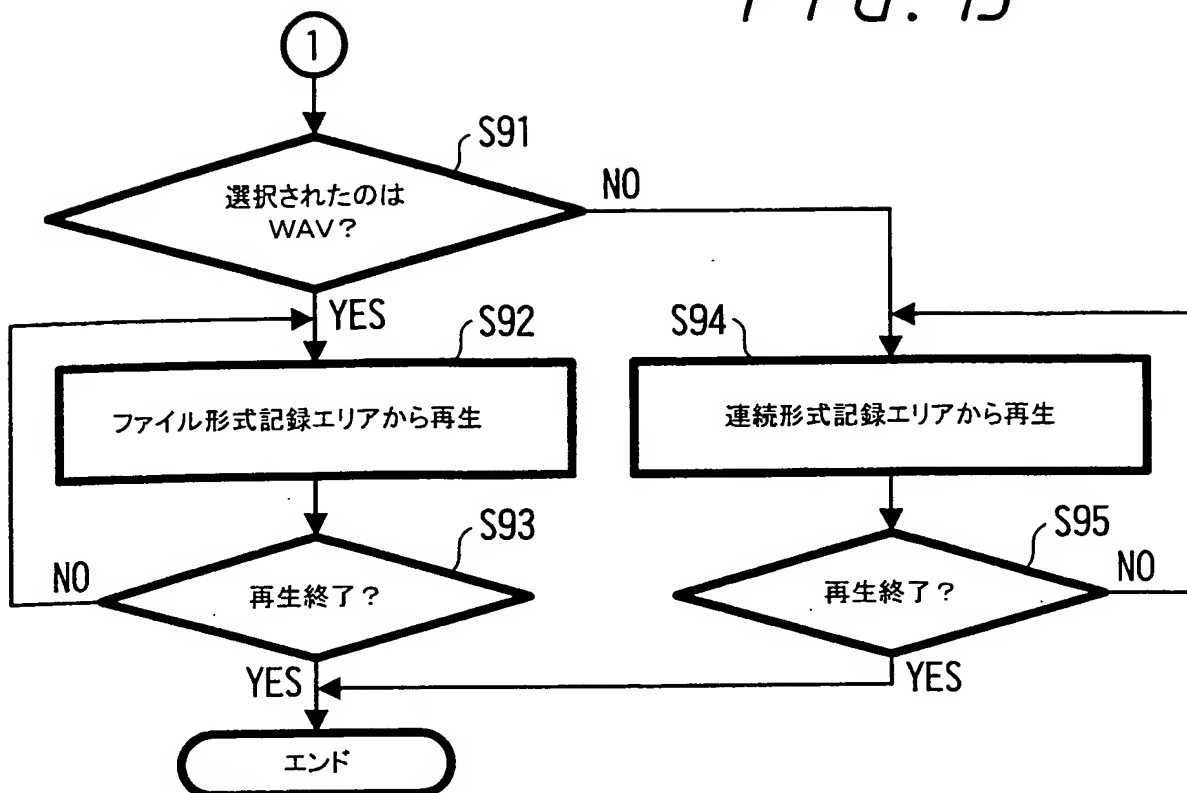 1
S91
選択されたのは
WAV?
NO
YES
S92
ファイル形式記録エリアから再生
S94
連続形式記録エリアから再生
S93
再生終了?
NO
YES
S95
再生終了?
NO
YES
エンド